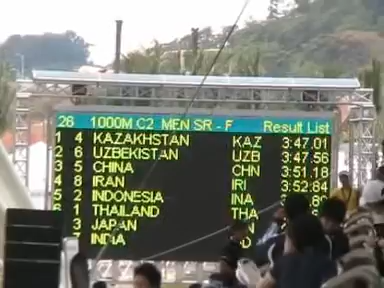 26 1000M C2 MEN SR - F Result List
1 4 KAZAKHSTAN KAZ 3:47.01
2 6 UZBEKISTAN UZB 3:47.56
3 5 CHINA CHN 3:51.18
4 8 IRAN IRI 3:52.84
5 2 INDONESIA INA
6 1 THAILAND THA
3 JAPAN
7 INDIA